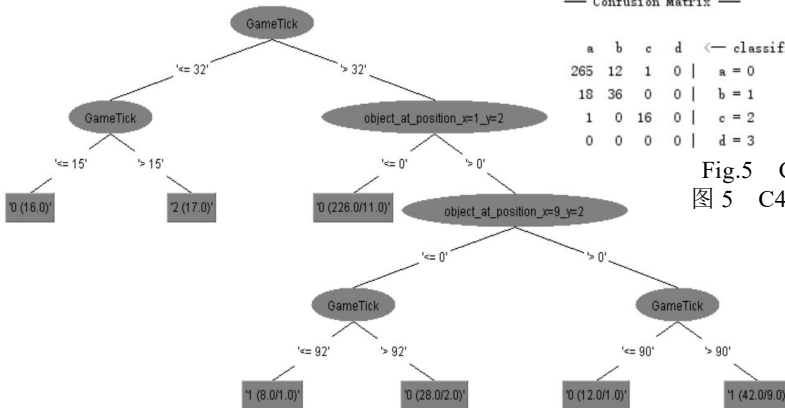 GameTick
'<= 32'
'> 32'
GameTick
object_at_position_x=1_y=2
'<= 15'
'> 15'
'<= 0'
'> 0'
'0 (16.0)'
'2 (17.0)'
'0 (226.0/11.0)'
object_at_position_x=9_y=2
'<= 0'
'> 0'
GameTick
GameTick
'<= 92'
'> 92'
'<= 90'
'> 90'
'1 (8.0/1.0)'
'0 (28.0/2.0)'
'0 (12.0/1.0)'
'1 (42.0/9.0)'
Confusion Matrix
a b c d <— classif
265 12 1 0 | a = 0
18 36 0 0 | b = 1
1 0 16 0 | c = 2
0 0 0 0 | d = 3
Fig.5 C
图 5 C4